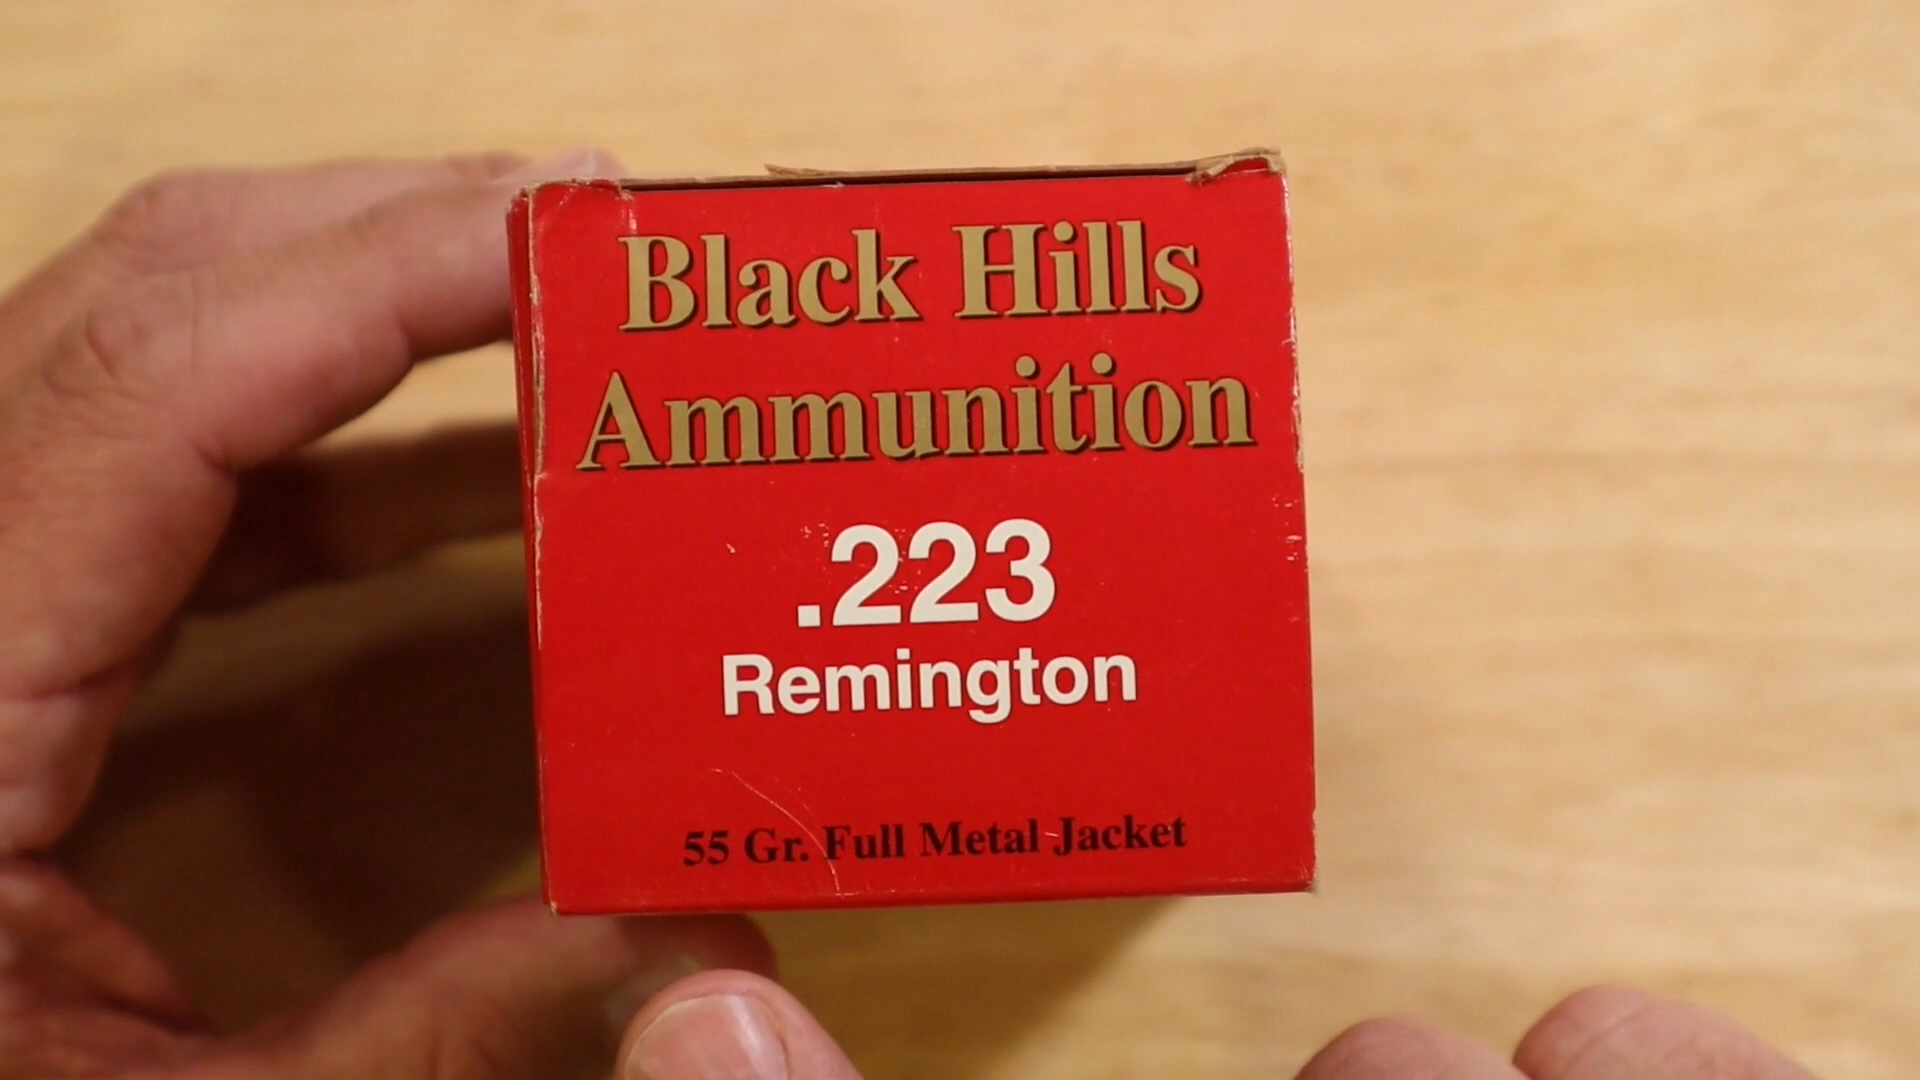 Black Hills
Ammunition
.223
Remington
55 Gr. Full Metal Jacket